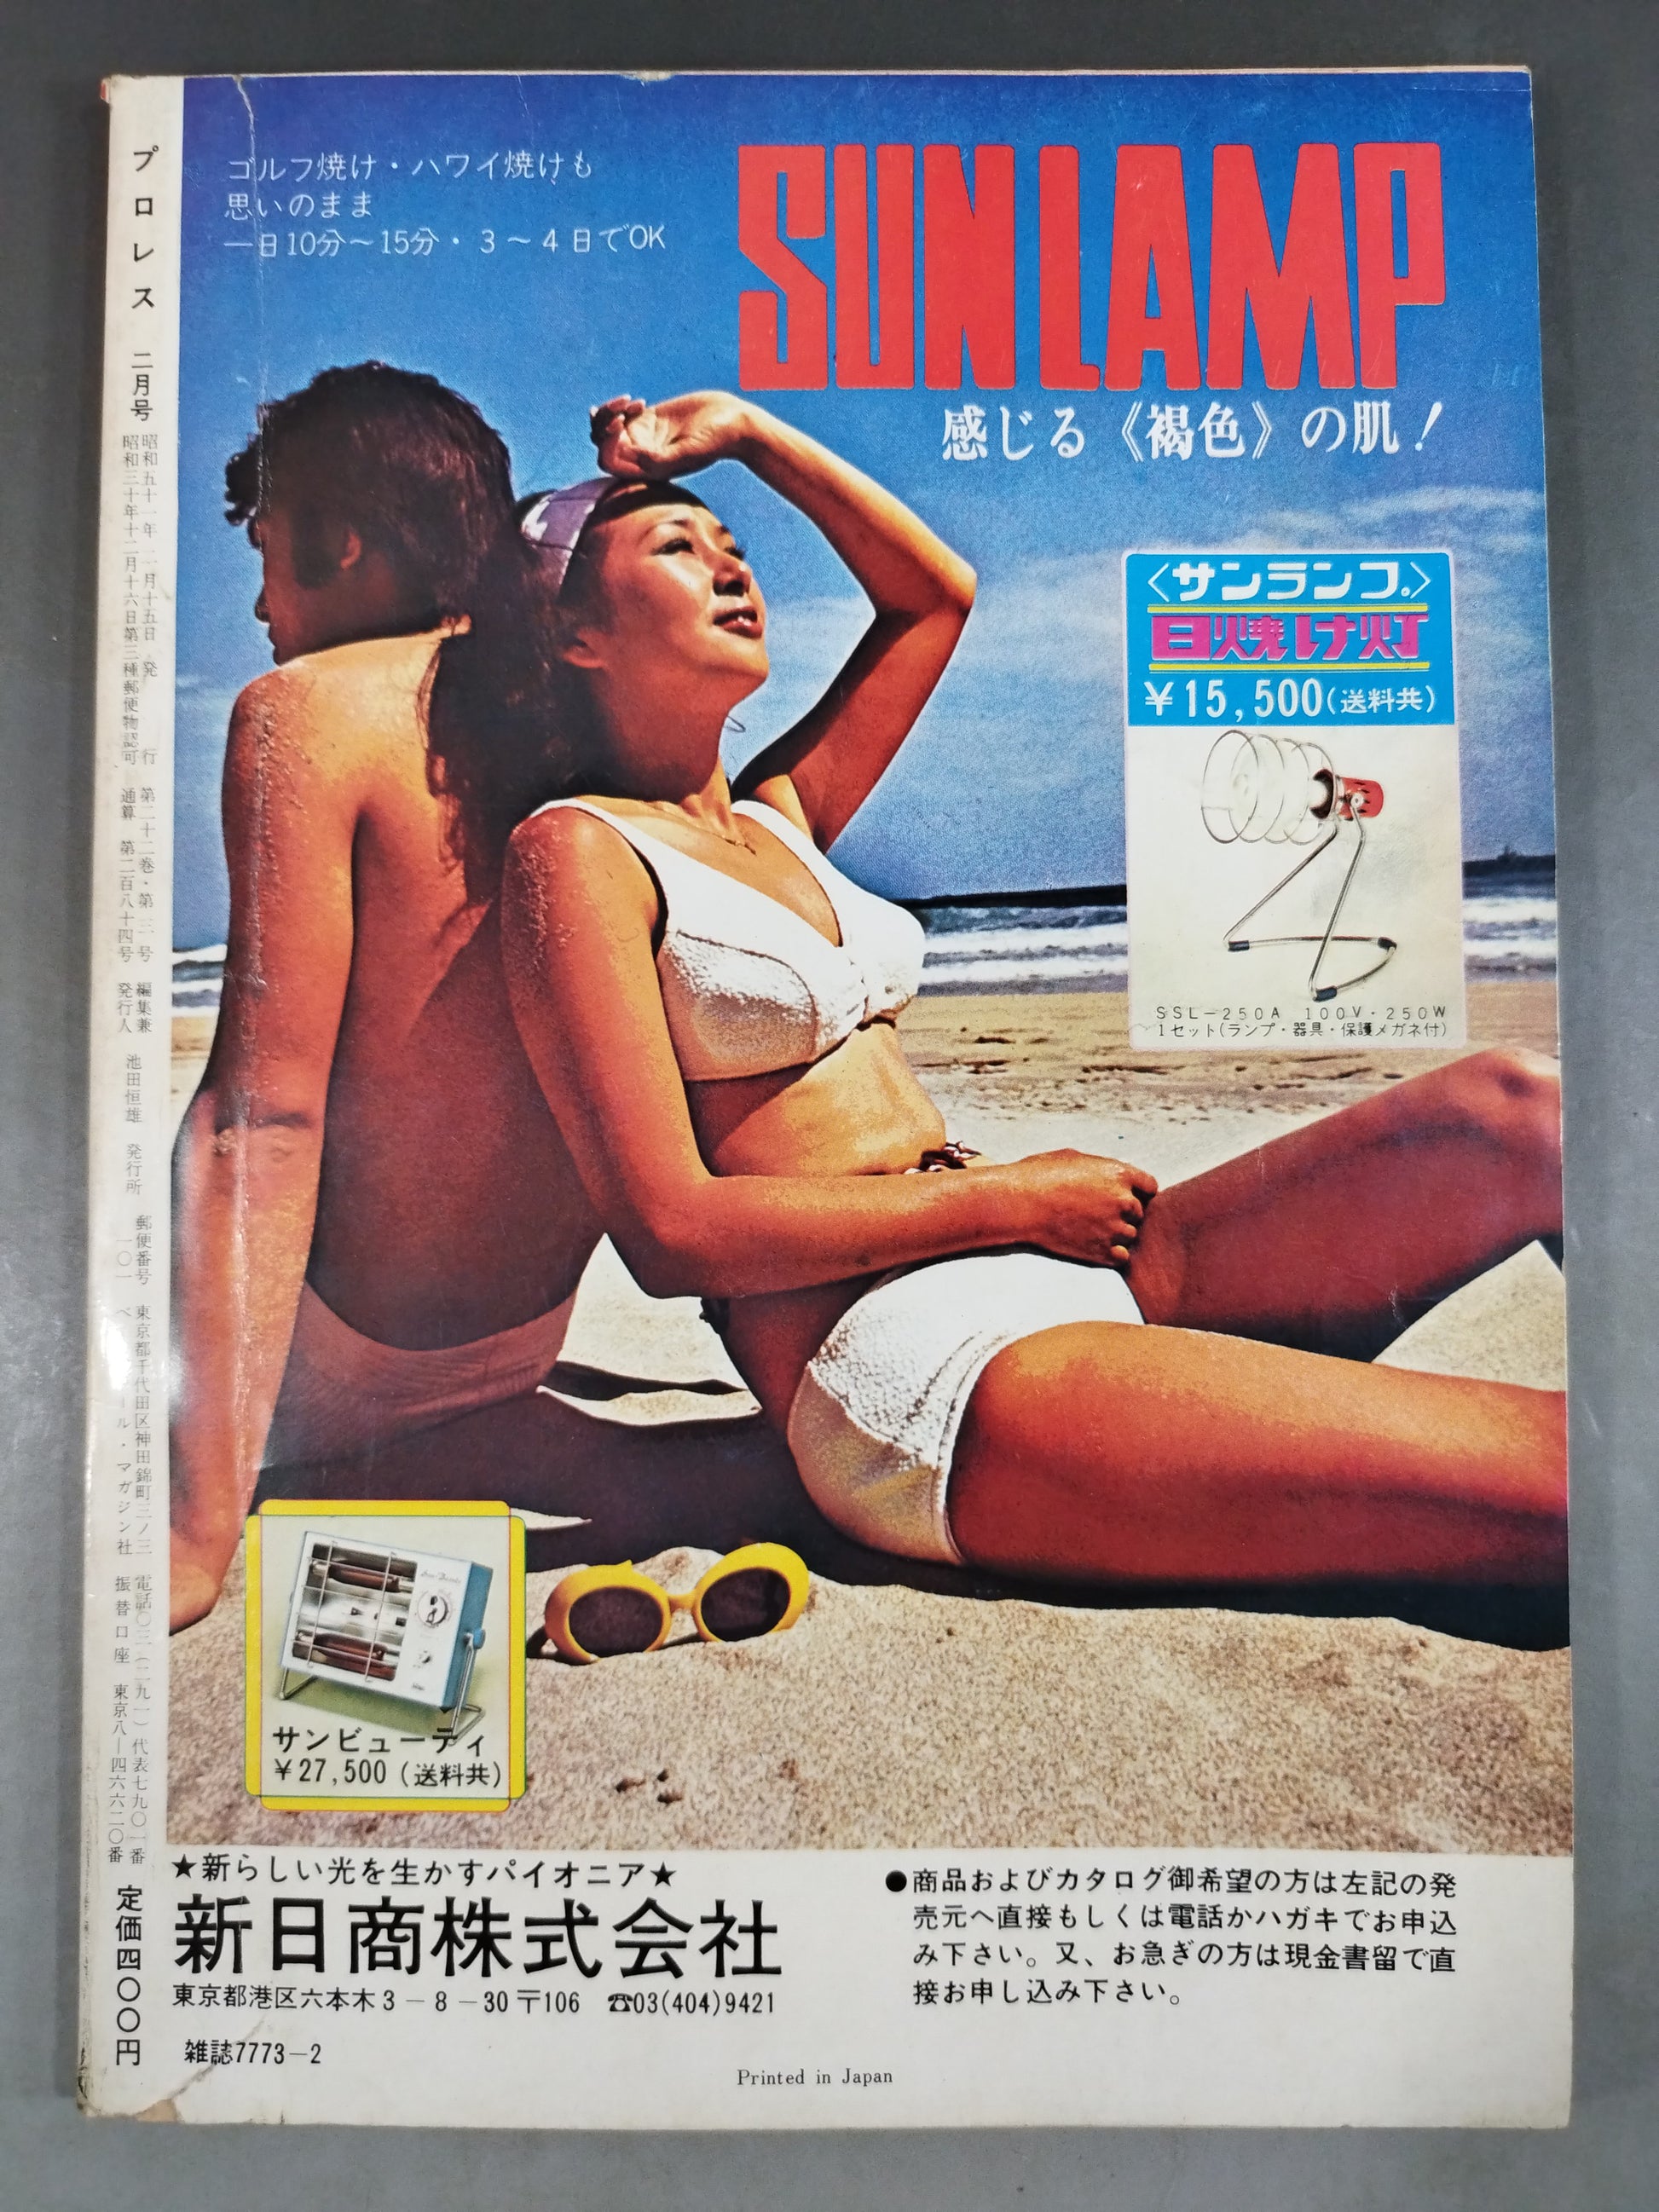 プロレス 二月号
昭和五十一年二月十五日発行 第二十二巻・第二号
昭和三十年十二月十六日第三種郵便物認可 通算 第二百八十四号
編集兼
発行人
池田恒雄
発行所
郵便番号
一〇一
東京都千代田区神田錦町三ノ三
ベースボール・マガジン社
電話〇三(二九一)代表七九〇一番
振替口座 東京八―四六六二〇番
定価四〇〇円
ゴルフ焼け・ハワイ焼けも
思いのまま
一日10分～15分・3～4日でOK
SUN LAMP
感じる《褐色》の肌！
〈サンランプ〉
日焼け灯
￥15,500(送料共)
SSL－250A 100V・250W
1セット(ランプ・器具・保護メガネ付)
サンビューティ
￥27,500(送料共)
★新らしい光を生かすパイオニア★
新日商株式会社
東京都港区六本木3－8－30〒106 ☎03(404)9421
●商品およびカタログ御希望の方は左記の発
売元へ直接もしくは電話かハガキでお申込
み下さい。又、お急ぎの方は現金書留で直
接お申し込み下さい。
雑誌7773－2
Printed in Japan